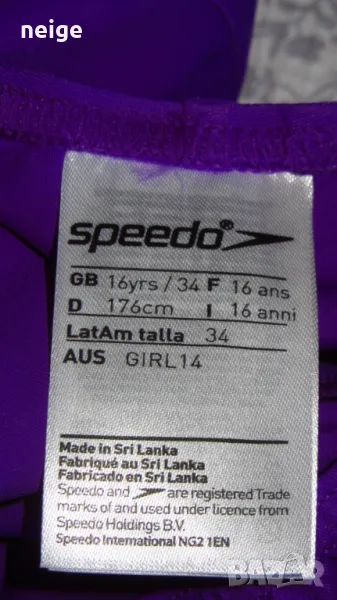 neige
speedo®
GB 16yrs / 34 F 16 ans
D 176cm I 16 anni
LatAm talla 34
AUS GIRL14
Made in Sri Lanka
Fabriqué au Sri Lanka
Fabricado en Sri Lanka
Speedo and are registered Trade
marks of and used under licence from
Speedo Holdings B.V.
Speedo International NG2 1EN
bazar